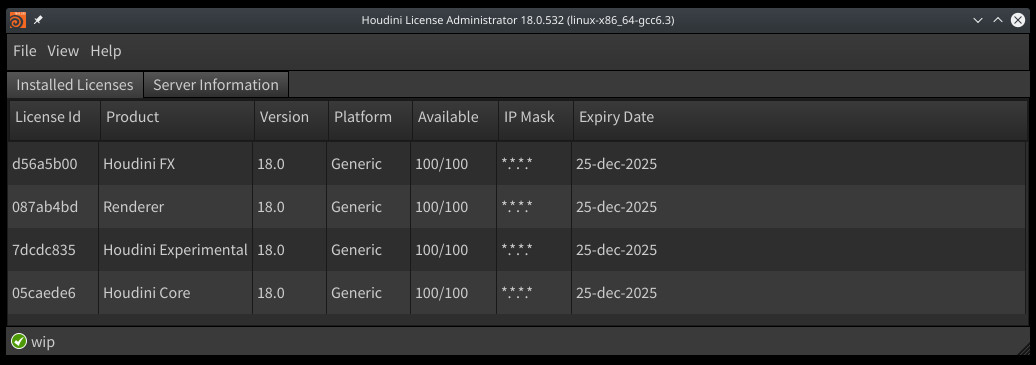 Houdini License Administrator 18.0.532 (linux-x86_64-gcc6.3)
File View Help
Installed Licenses Server Information
License Id Product Version Platform Available IP Mask Expiry Date
d56a5b00 Houdini FX 18.0 Generic 100/100 *.*.*.* 25-dec-2025
087ab4bd Renderer 18.0 Generic 100/100 *.*.*.* 25-dec-2025
7dcdc835 Houdini Experimental 18.0 Generic 100/100 *.*.*.* 25-dec-2025
05caede6 Houdini Core 18.0 Generic 100/100 *.*.*.* 25-dec-2025
wip